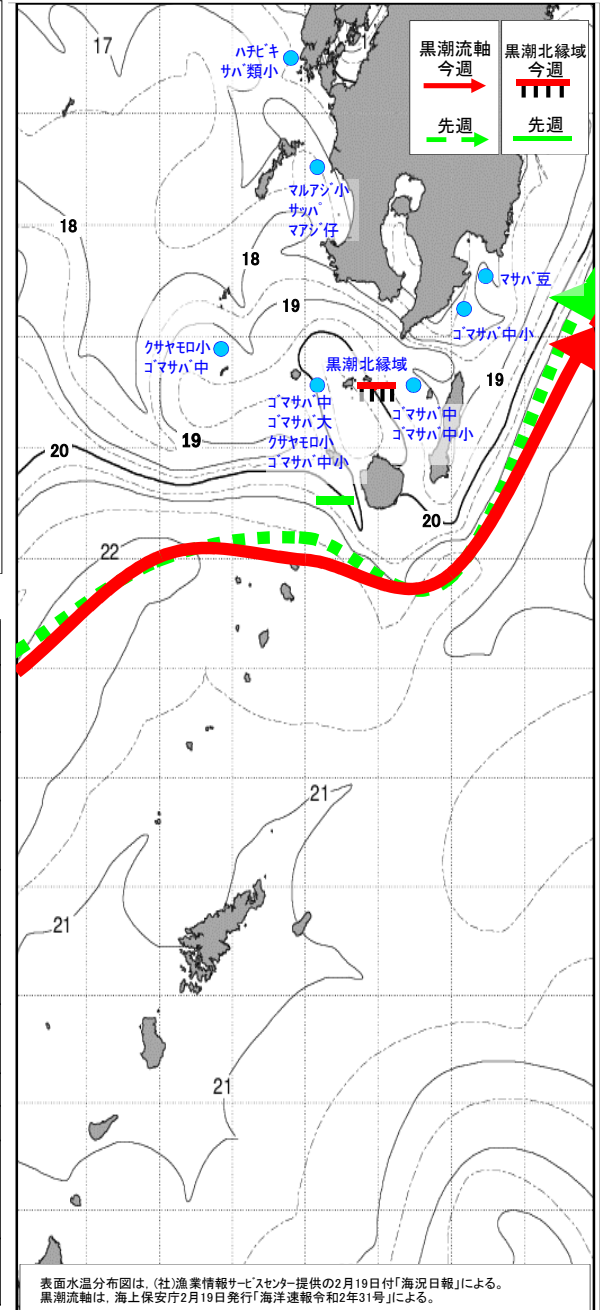 17
ハチビキ
サバ類小
黒潮流軸
今週
先週
黒潮北縁域
今週
先週
マルアジ小
サッパ
マアジ仔
18
18
マサバ豆
ゴマサバ中小
19
クサヤモロ小
ゴマサバ中
黒潮北縁域
19
ゴマサバ中
ゴマサバ大
クサヤモロ小
ゴマサバ中小
ゴマサバ中
ゴマサバ中小
19
20
20
22
21
21
21
表面水温分布図は，(社)漁業情報サービスセンター提供の2月19日付「海況日報」による。
黒潮流軸は，海上保安庁2月19日発行「海洋速報令和2年31号」による。